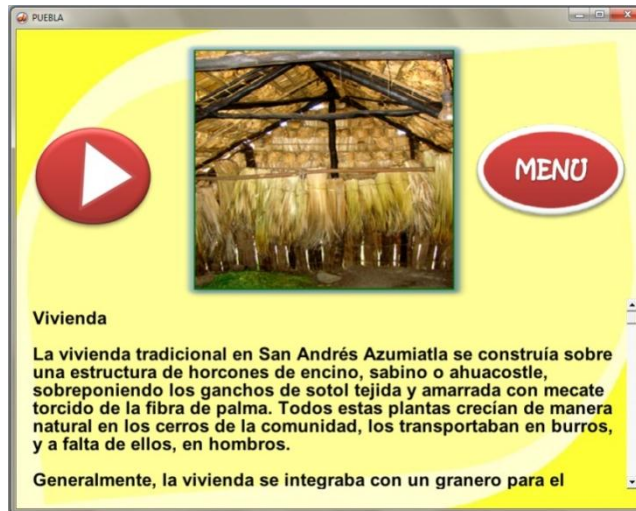 PUEBLA
MENU
Vivienda
La vivienda tradicional en San Andrés Azumiatla se construía sobre
una estructura de horcones de encino, sabino o ahuacostle,
sobreponiendo los ganchos de sotol tejida y amarrada con mecate
torcido de la fibra de palma. Todos estas plantas crecían de manera
natural en los cerros de la comunidad, los transportaban en burros,
y a falta de ellos, en hombros.
Generalmente, la vivienda se integraba con un granero para el